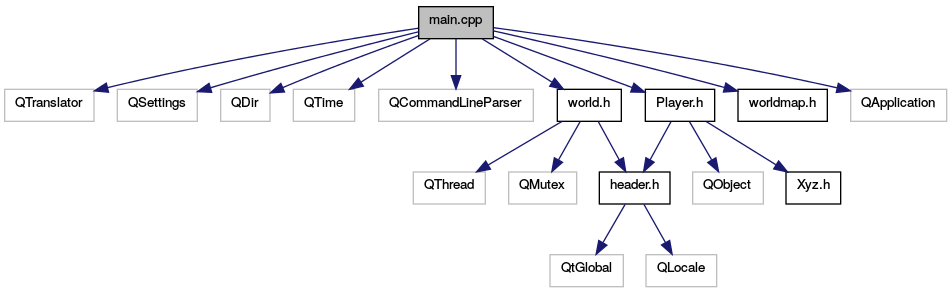 main.cpp
QTranslator
QSettings
QDir
QTime
QCommandLineParser
world.h
Player.h
worldmap.h
QApplication
QThread
QMutex
header.h
QObject
Xyz.h
QtGlobal
QLocale